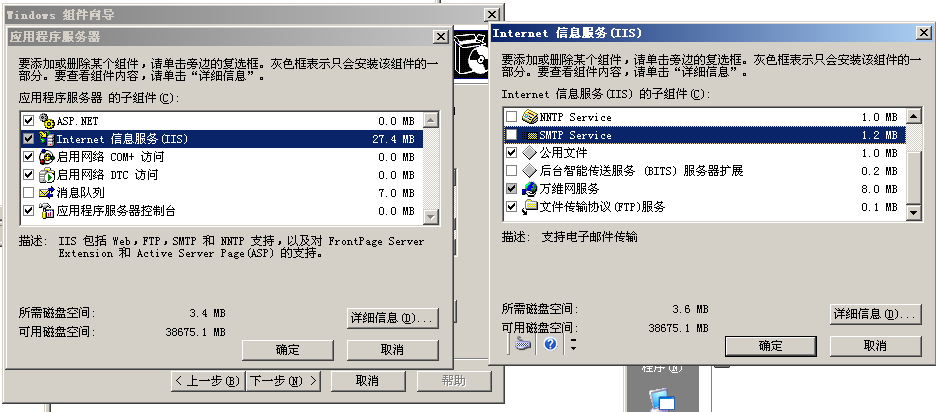 Windows 组件向导
应用程序服务器
要添加或删除某个组件，请单击旁边的复选框。灰色框表示只会安装该组件的一
部分。要查看组件内容，请单击“详细信息”。
应用程序服务器 的子组件(C):
ASP.NET 0.0 MB
Internet 信息服务(IIS) 27.4 MB
启用网络 COM+ 访问 0.0 MB
启用网络 DTC 访问 0.0 MB
消息队列 7.0 MB
应用程序服务器控制台 0.0 MB
描述: IIS 包括 Web，FTP，SMTP 和 NNTP 支持，以及对 FrontPage Server
Extension 和 Active Server Page(ASP) 的支持。
所需磁盘空间: 3.4 MB
可用磁盘空间: 38675.1 MB
详细信息(D)...
确定
取消
< 上一步(B)
下一步(N) >
取消
帮助
Internet 信息服务(IIS)
要添加或删除某个组件，请单击旁边的复选框。灰色框表示只会安装该组件的一
部分。要查看组件内容，请单击“详细信息”。
Internet 信息服务(IIS) 的子组件(C):
NNTP Service 1.0 MB
SMTP Service 1.2 MB
公用文件 1.0 MB
后台智能传送服务 (BITS) 服务器扩展 0.2 MB
万维网服务 8.0 MB
文件传输协议(FTP)服务 0.1 MB
描述: 支持电子邮件传输
所需磁盘空间: 3.6 MB
可用磁盘空间: 38675.1 MB
详细信息(D)...
确定
取消
程序(R)